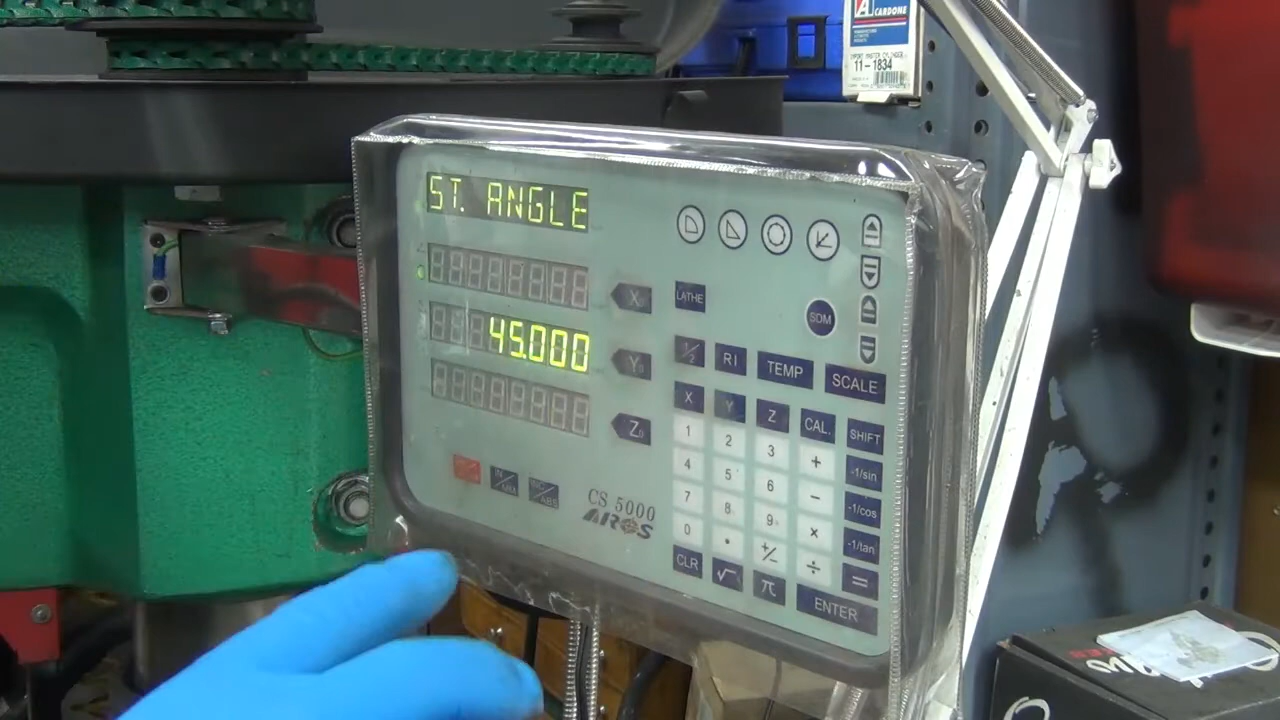 CARDONE
11-1834
ST. ANGLE
X
LATHE
SDM
45.000
Y
1/2
RI
TEMP
SCALE
Z
X
Y
Z
CAL.
SHIFT
1
2
3
+
-1/sin
4
5
6
−
-1/cos
7
8
9
×
-1/tan
0
.
+/−
÷
=
CLR
√
π
ENTER
CS 5000
AROS